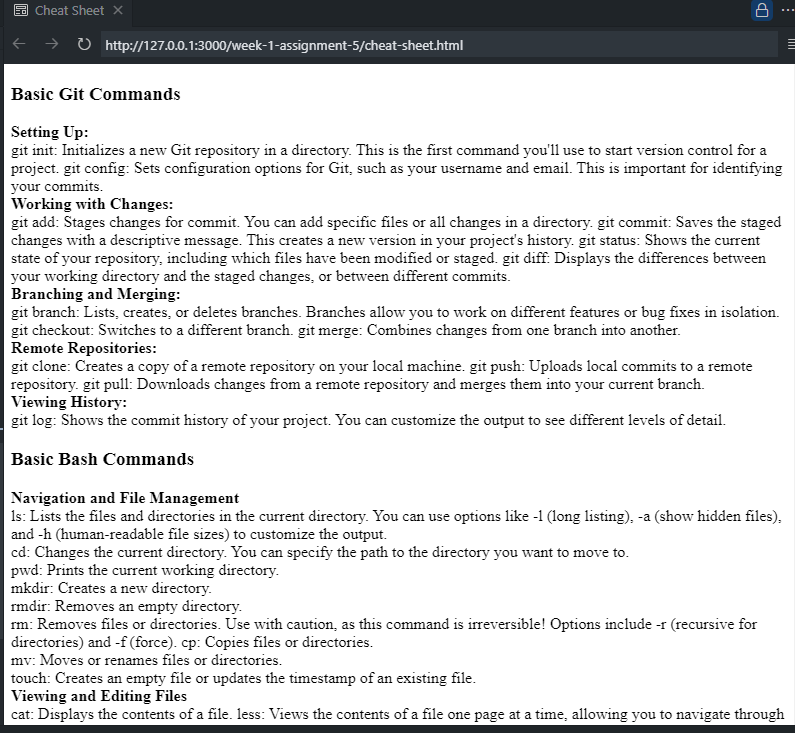 Cheat Sheet
http://127.0.0.1:3000/week-1-assignment-5/cheat-sheet.html
Basic Git Commands
Setting Up:
git init: Initializes a new Git repository in a directory. This is the first command you'll use to start version control for a
project. git config: Sets configuration options for Git, such as your username and email. This is important for identifying
your commits.
Working with Changes:
git add: Stages changes for commit. You can add specific files or all changes in a directory. git commit: Saves the staged
changes with a descriptive message. This creates a new version in your project's history. git status: Shows the current
state of your repository, including which files have been modified or staged. git diff: Displays the differences between
your working directory and the staged changes, or between different commits.
Branching and Merging:
git branch: Lists, creates, or deletes branches. Branches allow you to work on different features or bug fixes in isolation.
git checkout: Switches to a different branch. git merge: Combines changes from one branch into another.
Remote Repositories:
git clone: Creates a copy of a remote repository on your local machine. git push: Uploads local commits to a remote
repository. git pull: Downloads changes from a remote repository and merges them into your current branch.
Viewing History:
git log: Shows the commit history of your project. You can customize the output to see different levels of detail.
Basic Bash Commands
Navigation and File Management
ls: Lists the files and directories in the current directory. You can use options like -l (long listing), -a (show hidden files),
and -h (human-readable file sizes) to customize the output.
cd: Changes the current directory. You can specify the path to the directory you want to move to.
pwd: Prints the current working directory.
mkdir: Creates a new directory.
rmdir: Removes an empty directory.
rm: Removes files or directories. Use with caution, as this command is irreversible! Options include -r (recursive for
directories) and -f (force). cp: Copies files or directories.
mv: Moves or renames files or directories.
touch: Creates an empty file or updates the timestamp of an existing file.
Viewing and Editing Files
cat: Displays the contents of a file. less: Views the contents of a file one page at a time, allowing you to navigate through